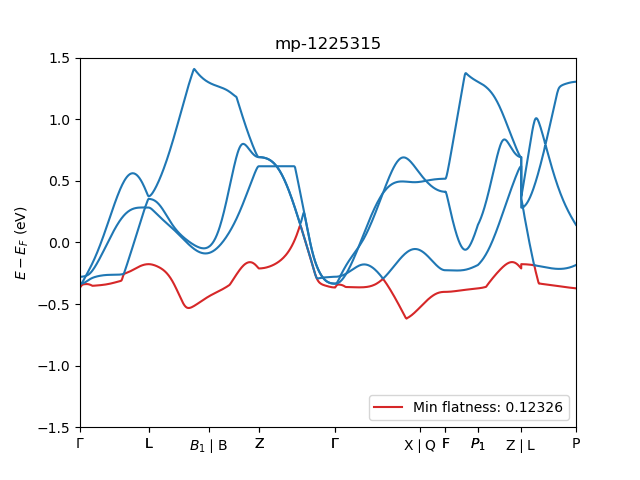 mp-1225315
1.5
1.0
0.5
0.0
−0.5
−1.0
−1.5
E − E_F (eV)
Min flatness: 0.12326
Γ L B₁ | B Z Γ X | Q F P₁ Z | L P